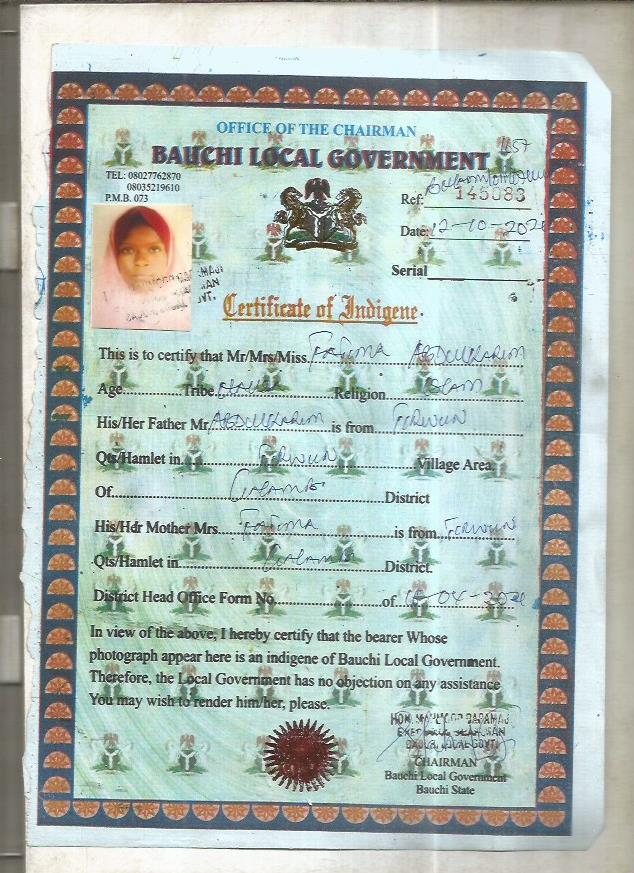 OFFICE OF THE CHAIRMAN
BAUCHI LOCAL GOVERNMENT
TEL: 08027762870
08035219610
P.M.B. 073
Ref: 145083
Date: 12-10-2020
Serial
Certificate of Indigene
This is to certify that Mr/Mrs/Miss. Fatima Abdulkarim
Age Tribe Hausa Religion Islam
His/Her Father Mr Abdulkarim is from
Qts/Hamlet in Village Area.
Of Galambi District
His/Hdr Mother Mrs Fatima is from
Qts/Hamlet in Galambi District.
District Head Office Form No. of
In view of the above, I hereby certify that the bearer Whose
photograph appear here is an indigene of Bauchi Local Government.
Therefore, the Local Government has no objection on any assistance
You may wish to render him/her, please.
CHAIRMAN
Bauchi Local Government
Bauchi State